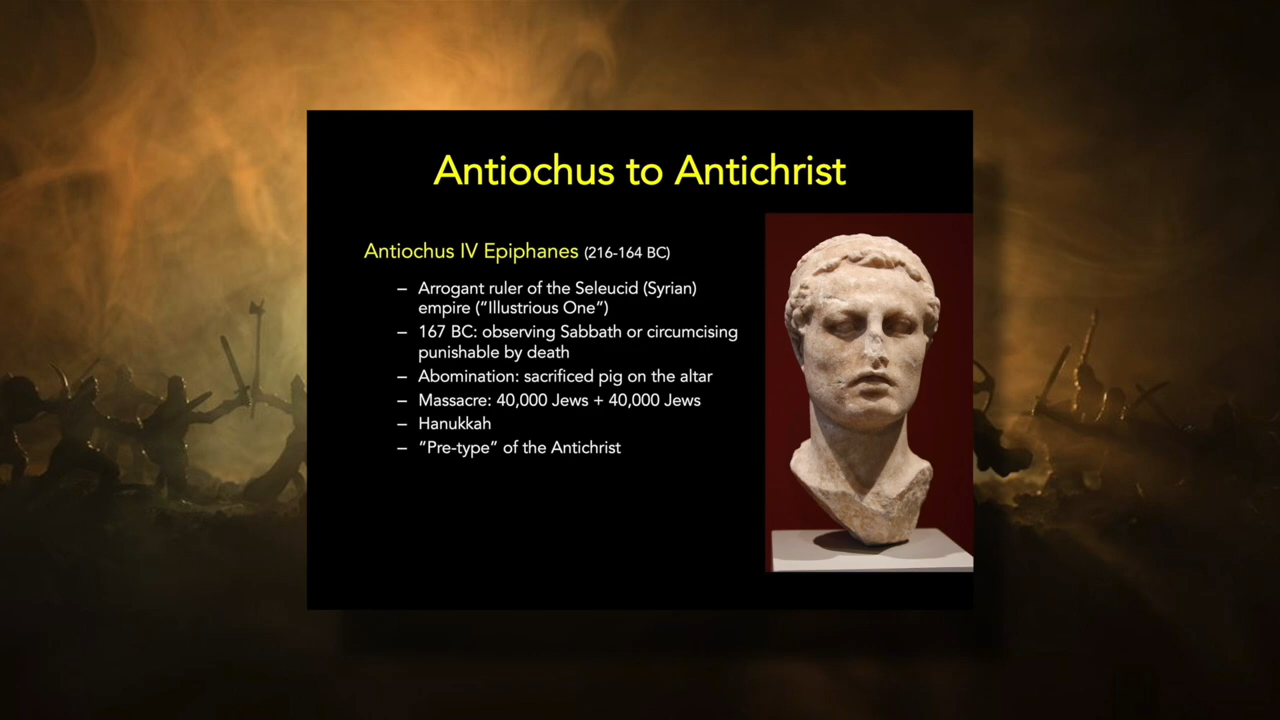 Antiochus to Antichrist
Antiochus IV Epiphanes (216-164 BC)
– Arrogant ruler of the Seleucid (Syrian)
empire (“Illustrious One”)
– 167 BC: observing Sabbath or circumcising
punishable by death
– Abomination: sacrificed pig on the altar
– Massacre: 40,000 Jews + 40,000 Jews
– Hanukkah
– “Pre-type” of the Antichrist